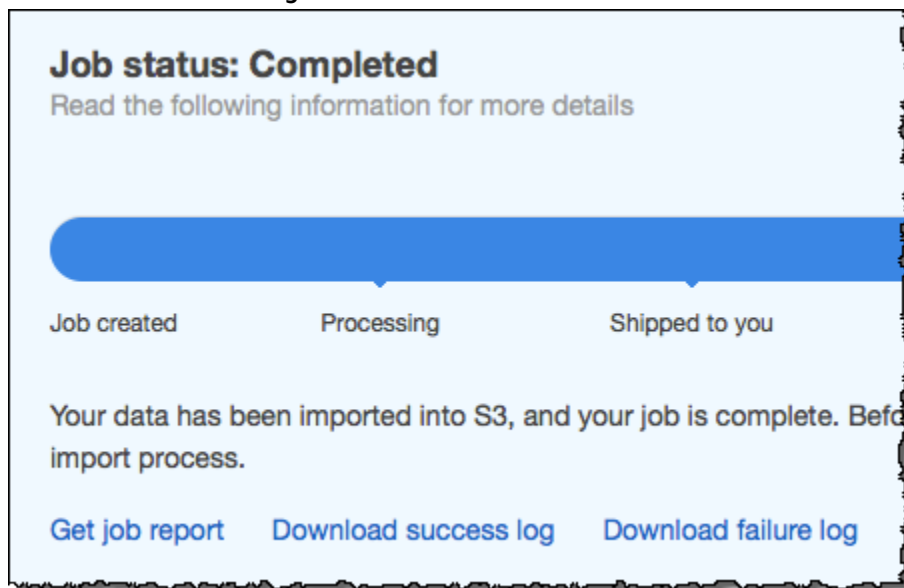 Job status: Completed
Read the following information for more details
Job created Processing Shipped to you
Your data has been imported into S3, and your job is complete.
import process.
Get job report Download success log Download failure log